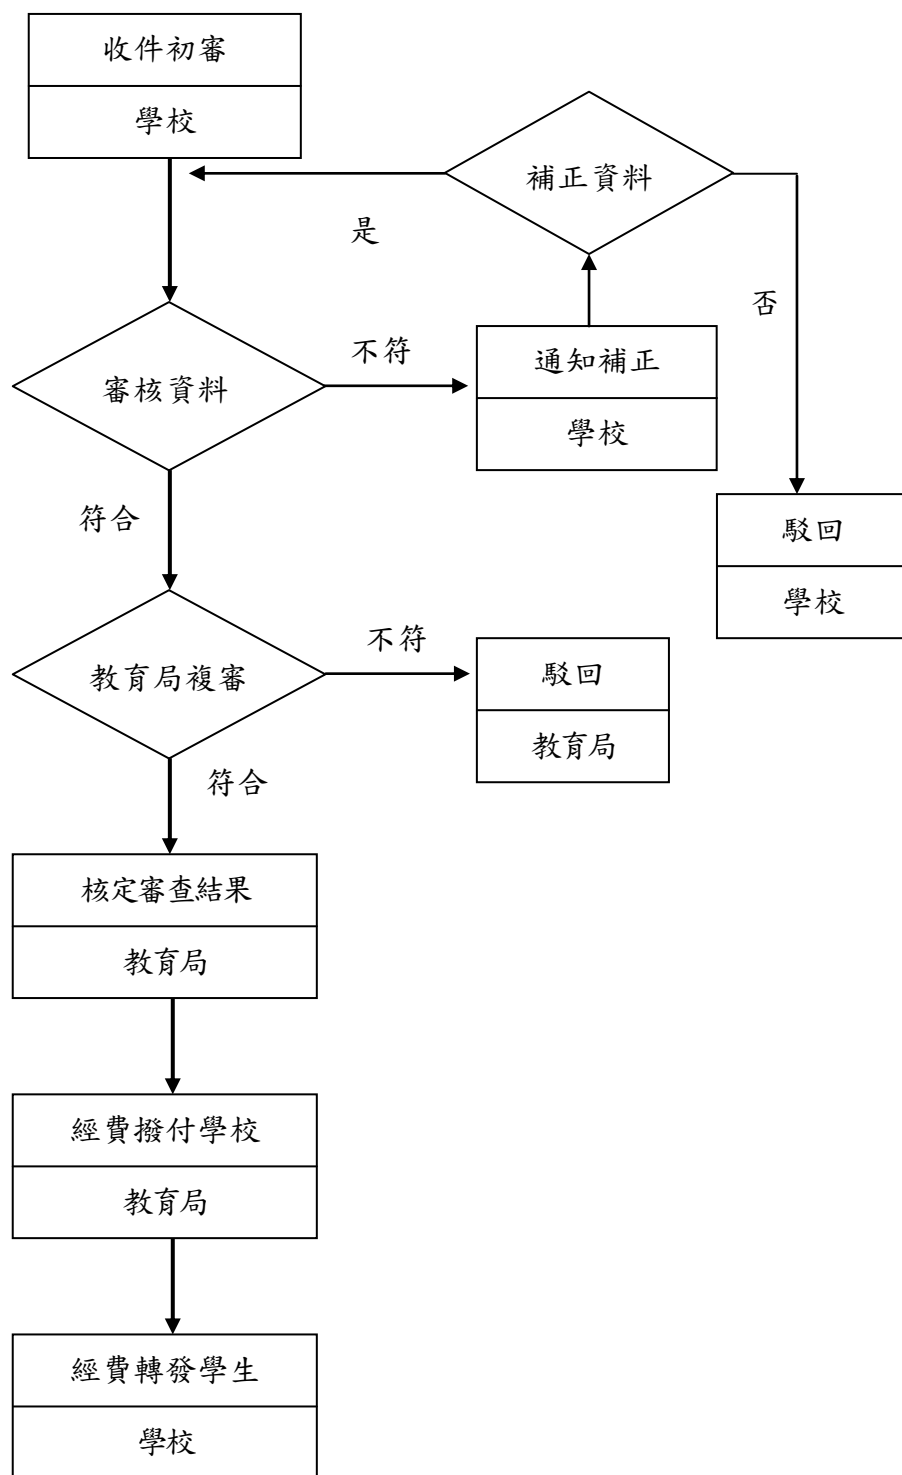 收件初審
學校
補正資料
是
否
不符
通知補正
審核資料
學校
符合
駁回
學校
不符
教育局複審
駁回
教育局
符合
核定審查結果
教育局
經費撥付學校
教育局
經費轉發學生
學校